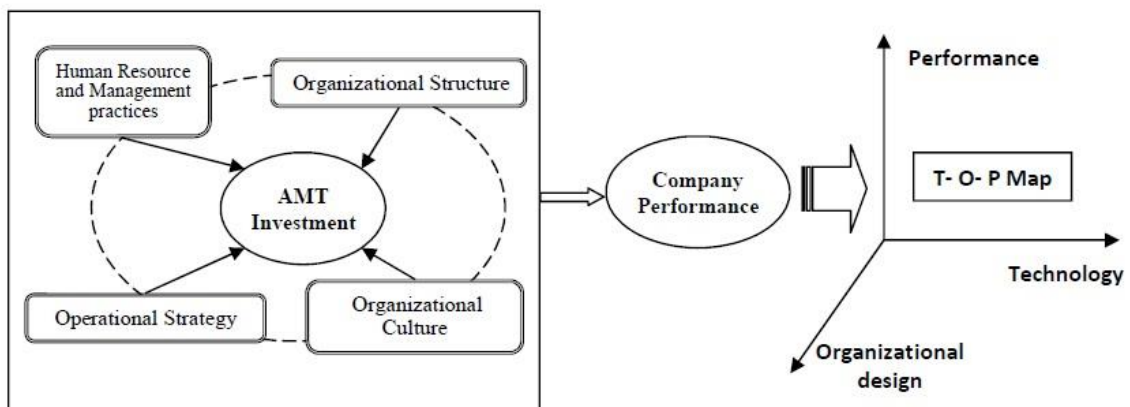 Human Resource
and Management
practices
Organizational Structure
AMT
Investment
Operational Strategy
Organizational
Culture
Company
Performance
Performance
T- O- P Map
Technology
Organizational
design